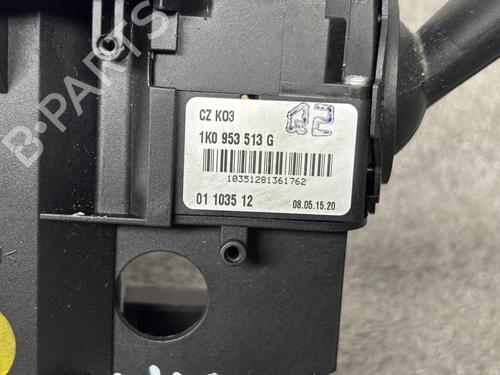 B-PARTS
CZ K03
Q2
1K0 953 513 G
10351281361762
01 1035 12
08.05.15.20